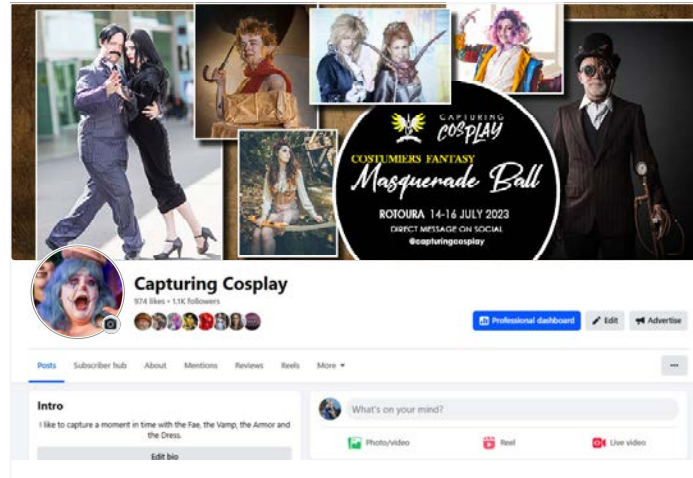 CAPTURING
COSPLAY
COSTUMIERS FANTASY
Masquerade Ball
ROTOURA 14-16 JULY 2023
DIRECT MESSAGE ON SOCIAL
@capturingcosplay
Capturing Cosplay
974 likes • 1.1K followers
Professional dashboard
Edit
Advertise
Posts
Subscriber hub
About
Mentions
Reviews
Reels
More
Intro
I like to capture a moment in time with the Fae, the Vamp, the Armor and
the Dress.
Edit bio
What's on your mind?
Photo/video
Reel
Live video